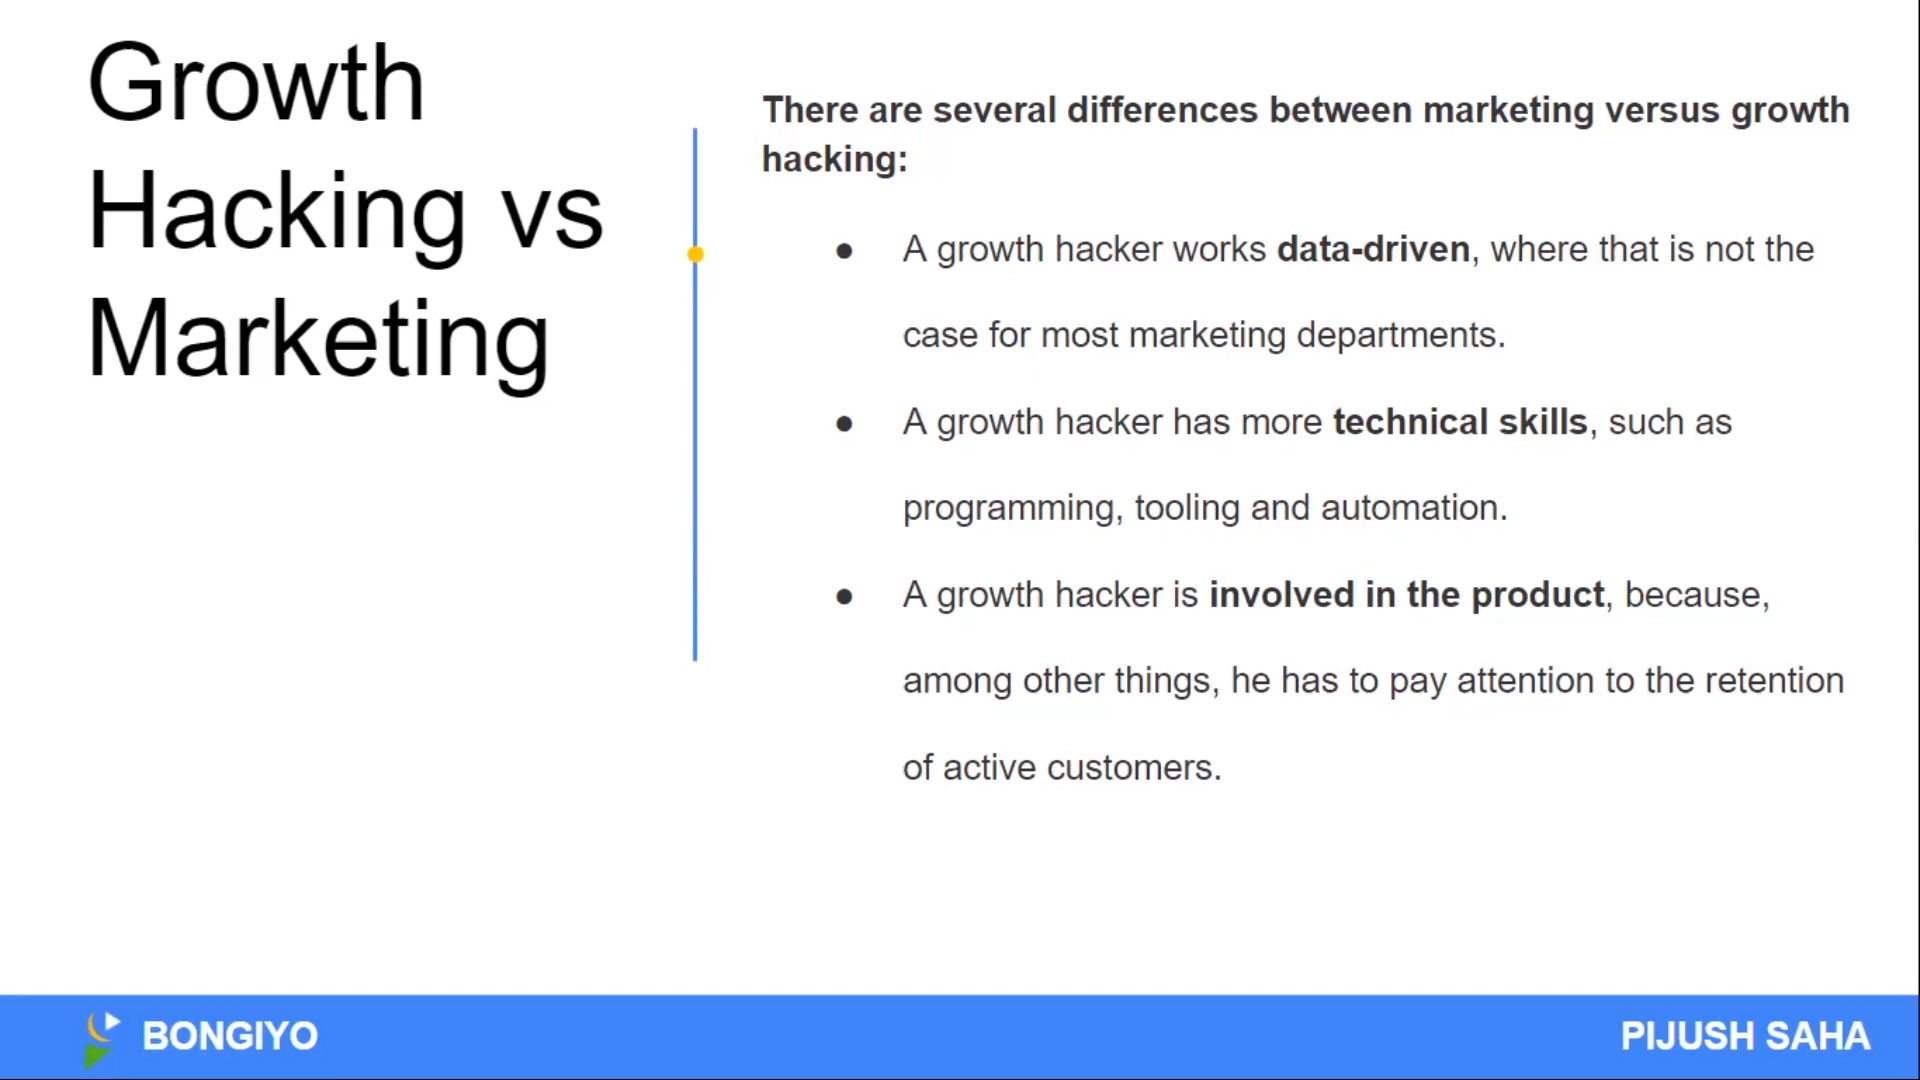 Growth
Hacking vs
Marketing
There are several differences between marketing versus growth
hacking:
● A growth hacker works data-driven, where that is not the
case for most marketing departments.
● A growth hacker has more technical skills, such as
programming, tooling and automation.
● A growth hacker is involved in the product, because,
among other things, he has to pay attention to the retention
of active customers.
BONGIYO
PIJUSH SAHA